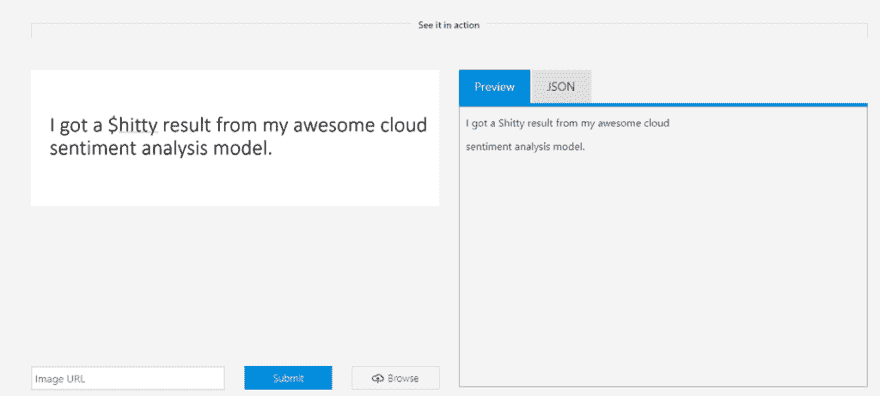 See it in action
I got a $hitty result from my awesome cloud
sentiment analysis model.
Preview
JSON
I got a Shitty result from my awesome cloud
sentiment analysis model.
Image URL
Submit
Browse